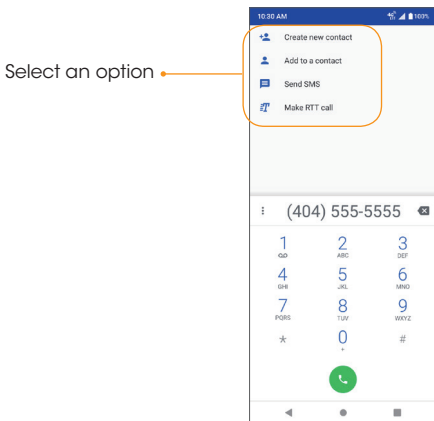 10:30 AM 100%
Create new contact
Add to a contact
Select an option
Send SMS
Make RTT call
(404) 555-5555
1 2 3
ABC DEF
4 5 6
GHI JKL MNO
7 8 9
PQRS TUV WXYZ
* 0 #
+